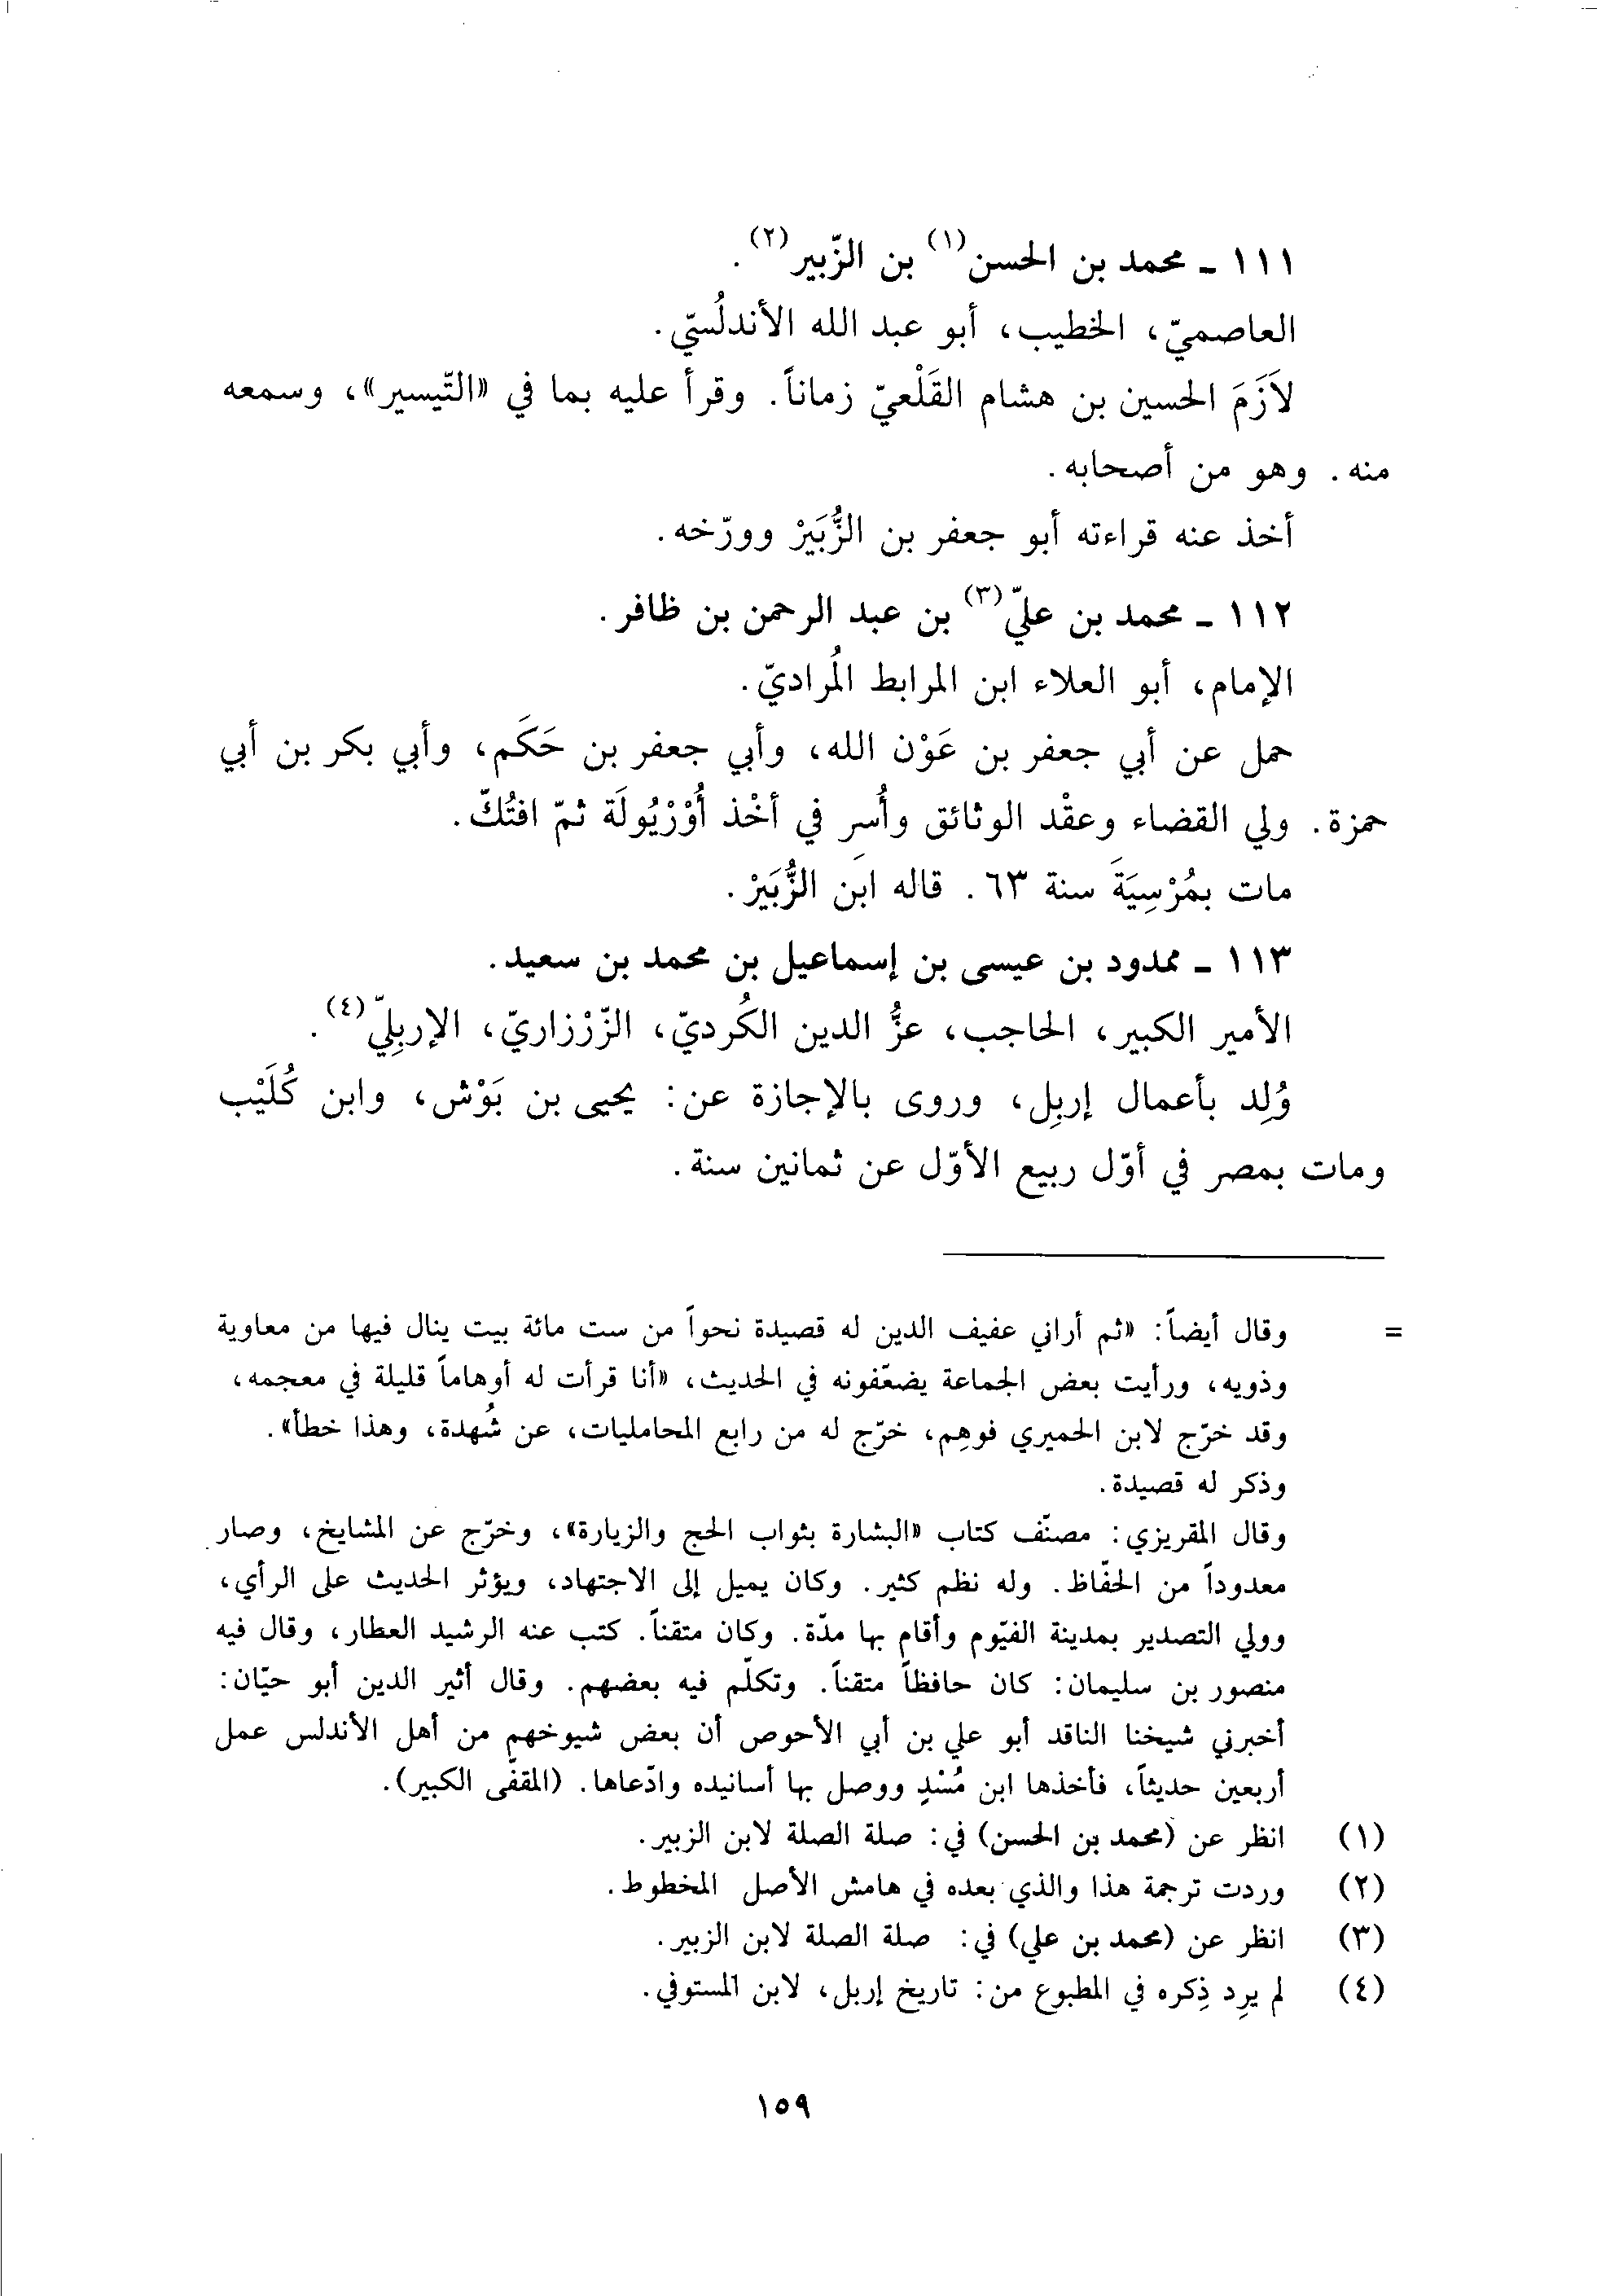 ١١١ ـ محمد بن الحسن(١) بن الزّبير(٢).
العاصميّ، الخطيب، أبو عبد الله الأندلُسيّ.
لاَزَمَ الحسين بن هشام القَلْعيّ زماناً. وقرأ عليه بما في «التّيسير»، وسمعه
منه. وهو من أصحابه.
أخذ عنه قراءته أبو جعفر بن الزُّبَيْر وورّخه.
١١٢ ـ محمد بن عليّ(٣) بن عبد الرحمن بن ظافر.
الإمام، أبو العلاء ابن المرابط المُراديّ.
حمل عن أبي جعفر بن عَوْن الله، وأبي جعفر بن حَكَم، وأبي بكر بن أبي
حمزة. ولي القضاء وعقْد الوثائق وأُسر في أخْذ أُوْرْيُولَة ثمّ افتُكّ.
مات بمُرْسِيَةَ سنة ٦٣. قاله ابن الزُّبَيْر.
١١٣ ـ ممدود بن عيسى بن إسماعيل بن محمد بن سعيد.
الأمير الكبير، الحاجب، عزُّ الدين الكُرديّ، الزّرْزاريّ، الإربِليّ(٤).
وُلِد بأعمال إربِل، وروى بالإجازة عن: يحيى بن بَوْش، وابن كُلَيْب
ومات بمصر في أوّل ربيع الأوّل عن ثمانين سنة.
= وقال أيضاً: «ثم أراني عفيف الدين له قصيدة نحواً من ست مائة بيت ينال فيها من معاوية
وذويه، ورأيت بعض الجماعة يضعّفونه في الحديث، «أنا قرأت له أوهاماً قليلة في معجمه،
وقد خرّج لابن الحميري فوهِم، خرّج له من رابع المحامليات، عن شُهدة، وهذا خطأ».
وذكر له قصيدة.
وقال المقريزي: مصنّف كتاب «البشارة بثواب الحج والزيارة»، وخرّج عن المشايخ، وصار
معدوداً من الحفّاظ. وله نظم كثير. وكان يميل إلى الاجتهاد، ويؤثر الحديث على الرأي،
وولي التصدير بمدينة الفيّوم وأقام بها مدّة. وكان متقناً. كتب عنه الرشيد العطار، وقال فيه
منصور بن سليمان: كان حافظاً متقناً. وتكلّم فيه بعضهم. وقال أثير الدين أبو حيّان:
أخبرني شيخنا الناقد أبو علي بن أبي الأحوص أن بعض شيوخهم من أهل الأندلس عمل
أربعين حديثاً، فأخذها ابن مُسْدٍ ووصل بها أسانيده وادّعاها. (المقفّى الكبير).
(١) انظر عن (محمد بن الحسن) في: صلة الصلة لابن الزبير.
(٢) وردت ترجمة هذا والذي بعده في هامش الأصل المخطوط.
(٣) انظر عن (محمد بن علي) في: صلة الصلة لابن الزبير.
(٤) لم يرِد ذِكره في المطبوع من: تاريخ إربل، لابن المستوفي.
١٥٩